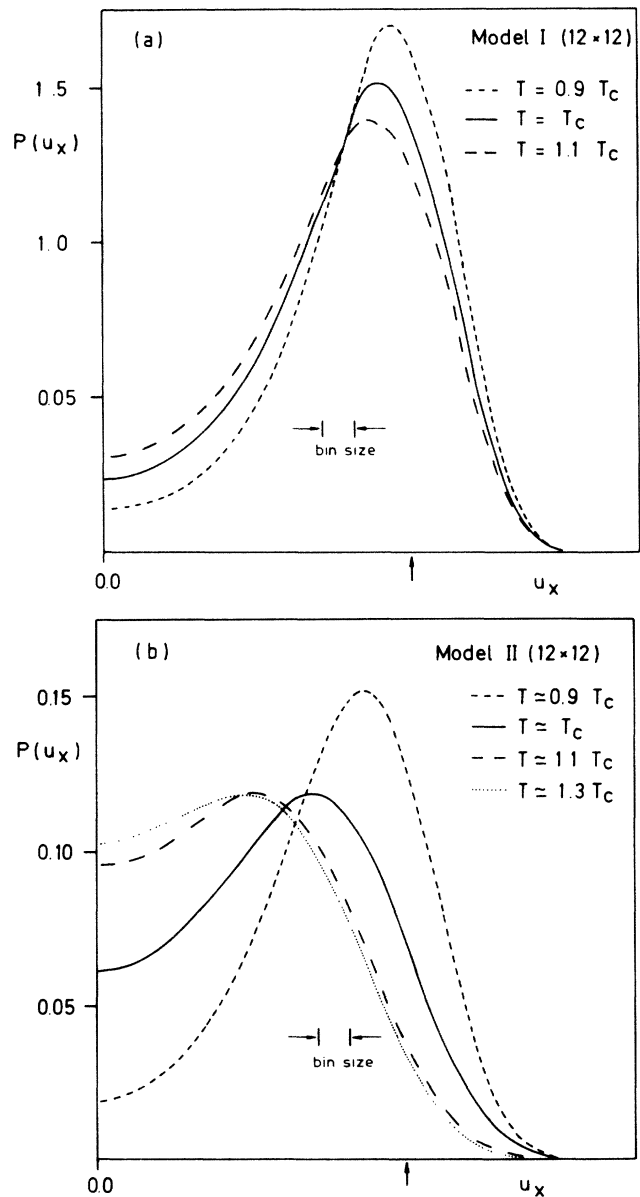 (a)
Model I (12×12)
T = 0.9 Tc
T = Tc
T = 1.1 Tc
1.5
P(ux)
1.0
0.05
bin size
0.0
ux
(b)
Model II (12×12)
T ≃ 0.9 Tc
T ≃ Tc
T ≃ 1.1 Tc
T ≃ 1.3 Tc
0.15
P(ux)
0.10
0.05
bin size
0.0
ux